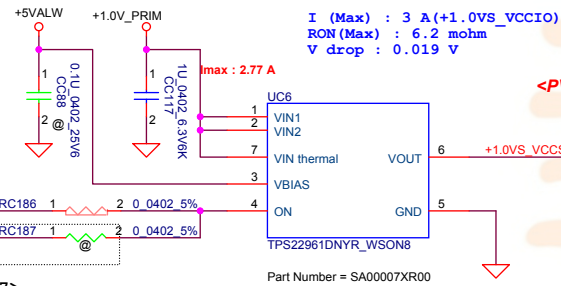 +5VALW
+1.0V_PRIM
I (Max) : 3 A(+1.0VS_VCCIO)
RON(Max) : 6.2 mohm
V drop : 0.019 V
Imax : 2.77 A
1
2
@
CC88
0.1U_0402_25V6
1
2
CC117
1U_0402_6.3V6K
UC6
1
VIN1
2
VIN2
7
VIN thermal
3
VBIAS
4
ON
VOUT
6
GND
5
+1.0VS_VCCS
TPS22961DNYR_WSON8
Part Number = SA00007XR00
RC186
1
2
0_0402_5%
RC187
1
2
0_0402_5%
@